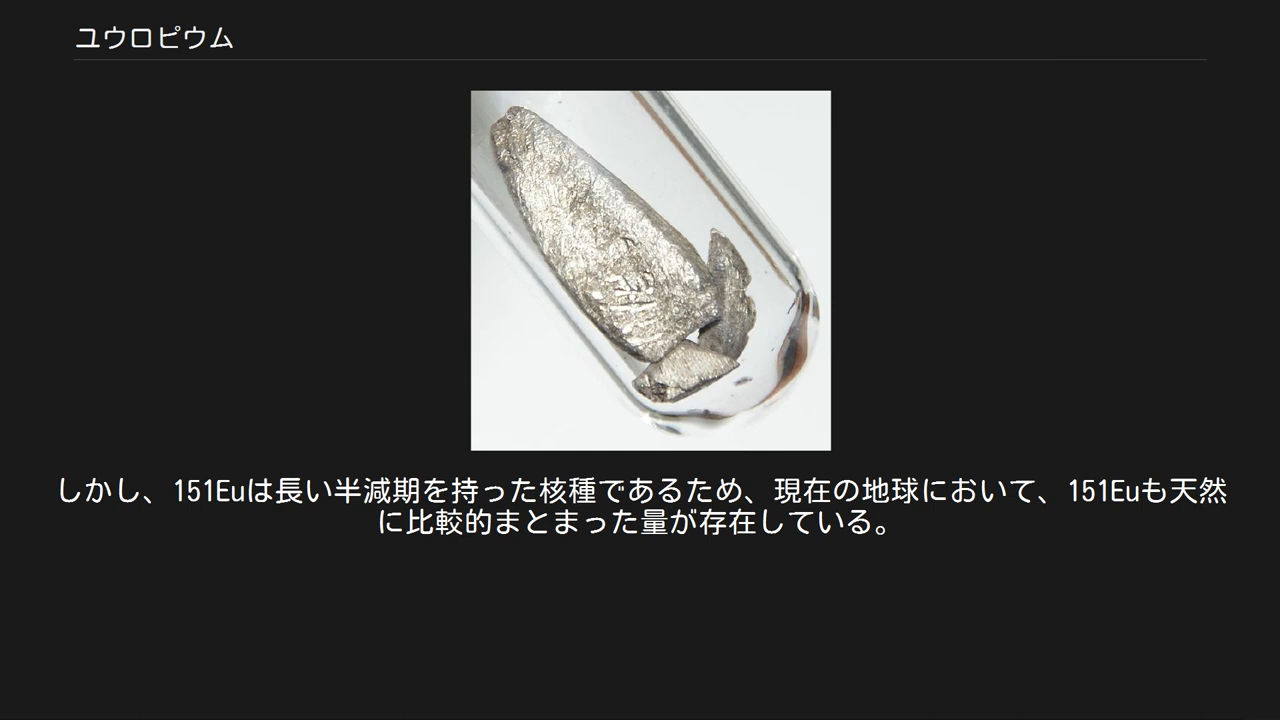 ユウロピウム
しかし、151Euは長い半減期を持った核種であるため、現在の地球において、151Euも天然
に比較的まとまった量が存在している。